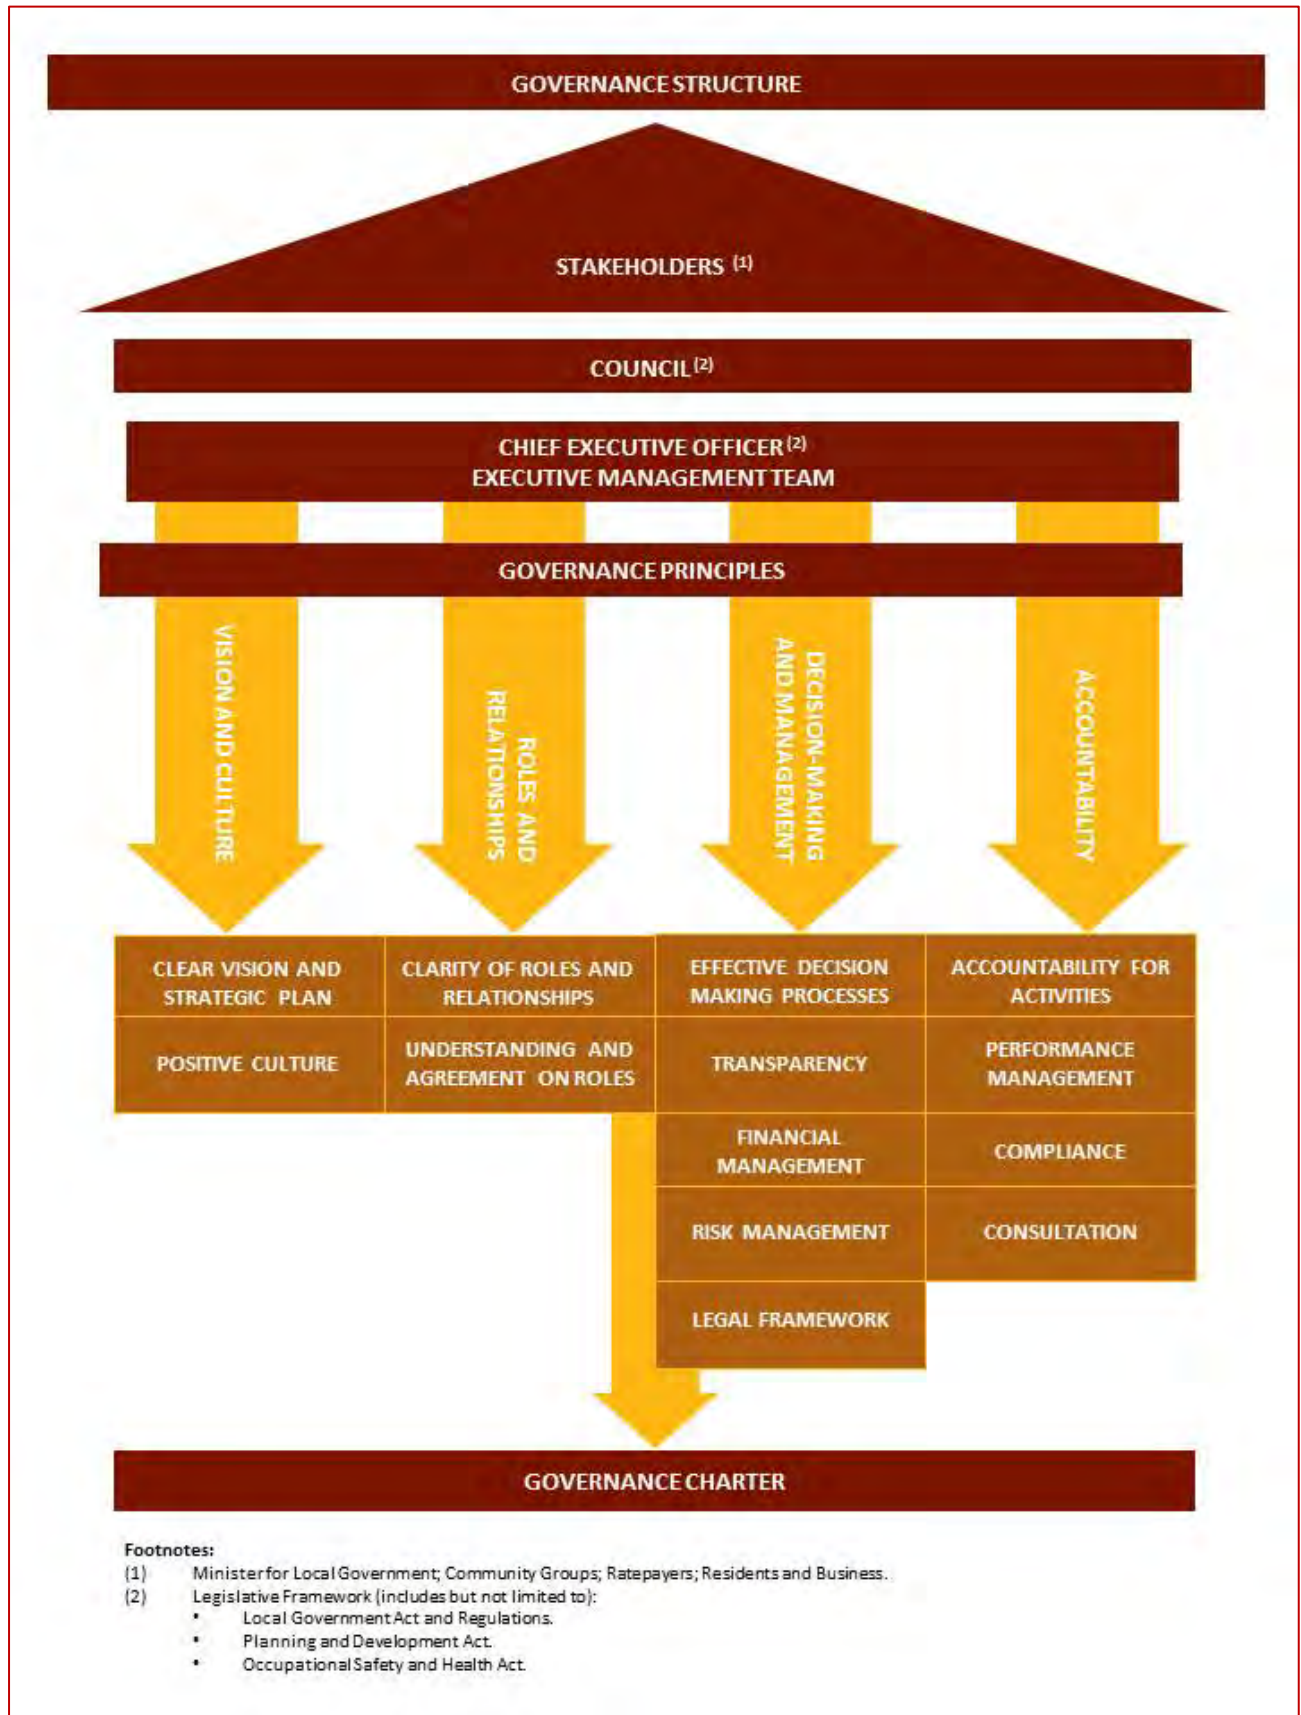 GOVERNANCE STRUCTURE
STAKEHOLDERS (1)
COUNCIL (2)
CHIEF EXECUTIVE OFFICER (2)
EXECUTIVE MANAGEMENT TEAM
GOVERNANCE PRINCIPLES
VISION AND CULTURE
ROLES AND
RELATIONSHIPS
DECISION-MAKING
AND MANAGEMENT
ACCOUNTABILITY
CLEAR VISION AND
STRATEGIC PLAN
CLARITY OF ROLES AND
RELATIONSHIPS
EFFECTIVE DECISION
MAKING PROCESSES
ACCOUNTABILITY FOR
ACTIVITIES
POSITIVE CULTURE
UNDERSTANDING AND
AGREEMENT ON ROLES
TRANSPARENCY
PERFORMANCE
MANAGEMENT
FINANCIAL
MANAGEMENT
COMPLIANCE
RISK MANAGEMENT
CONSULTATION
LEGAL FRAMEWORK
GOVERNANCE CHARTER
Footnotes:
(1) Minister for Local Government; Community Groups; Ratepayers; Residents and Business.
(2) Legislative Framework (includes but not limited to):
• Local Government Act and Regulations.
• Planning and Development Act.
• Occupational Safety and Health Act.